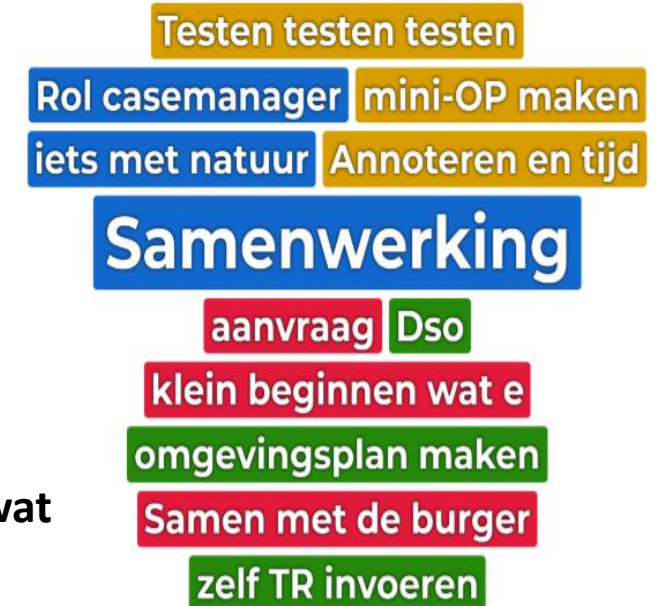 Testen testen testen
Rol casemanager mini-OP maken
iets met natuur Annoteren en tijd
Samenwerking
aanvraag Dso
klein beginnen wat e
omgevingsplan maken
Samen met de burger
zelf TR invoeren